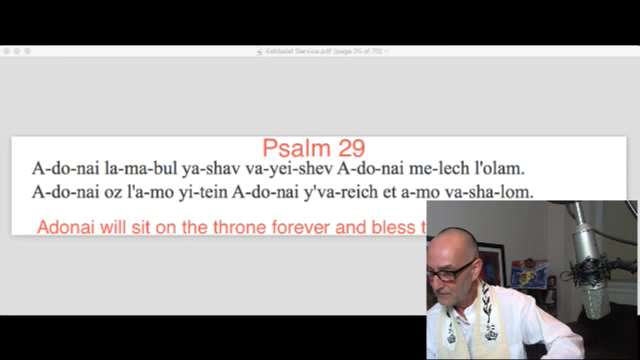 Kabbalat Service.pdf (page 25 of 70)
Psalm 29
A-do-nai la-ma-bul ya-shav va-yei-shev A-do-nai me-lech l'olam.
A-do-nai oz l'a-mo yi-tein A-do-nai y'va-reich et a-mo va-sha-lom.
Adonai will sit on the throne forever and bless t